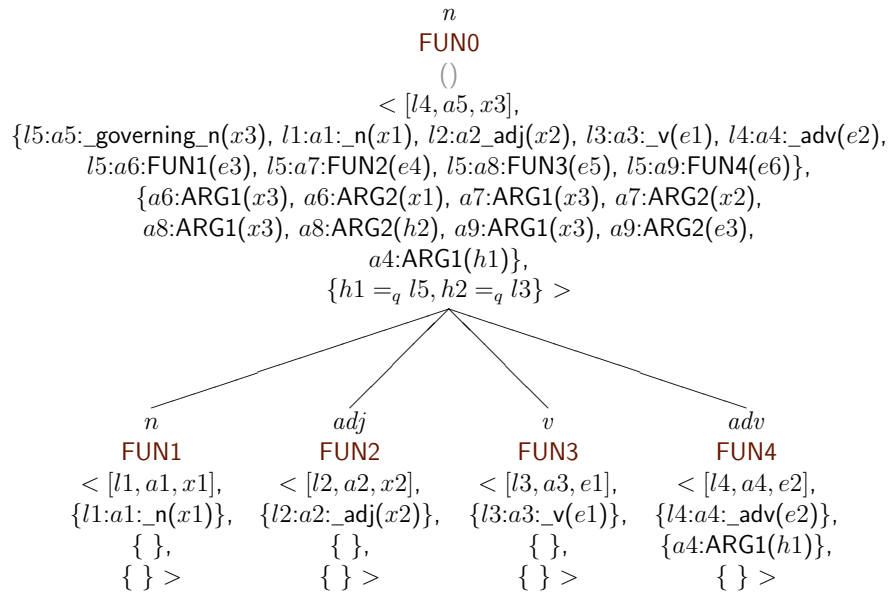 n
FUN0
()
< [l4, a5, x3],
{l5:a5:_governing_n(x3), l1:a1:_n(x1), l2:a2_adj(x2), l3:a3:_v(e1), l4:a4:_adv(e2),
l5:a6:FUN1(e3), l5:a7:FUN2(e4), l5:a8:FUN3(e5), l5:a9:FUN4(e6)},
{a6:ARG1(x3), a6:ARG2(x1), a7:ARG1(x3), a7:ARG2(x2),
a8:ARG1(x3), a8:ARG2(h2), a9:ARG1(x3), a9:ARG2(e3),
a4:ARG1(h1)},
{h1 =q l5, h2 =q l3} >
n adj v adv
FUN1 FUN2 FUN3 FUN4
< [l1, a1, x1], < [l2, a2, x2], < [l3, a3, e1], < [l4, a4, e2],
{l1:a1:_n(x1)}, {l2:a2:_adj(x2)}, {l3:a3:_v(e1)}, {l4:a4:_adv(e2)},
{ }, { }, { }, {a4:ARG1(h1)},
{ } > { } > { } > { } >